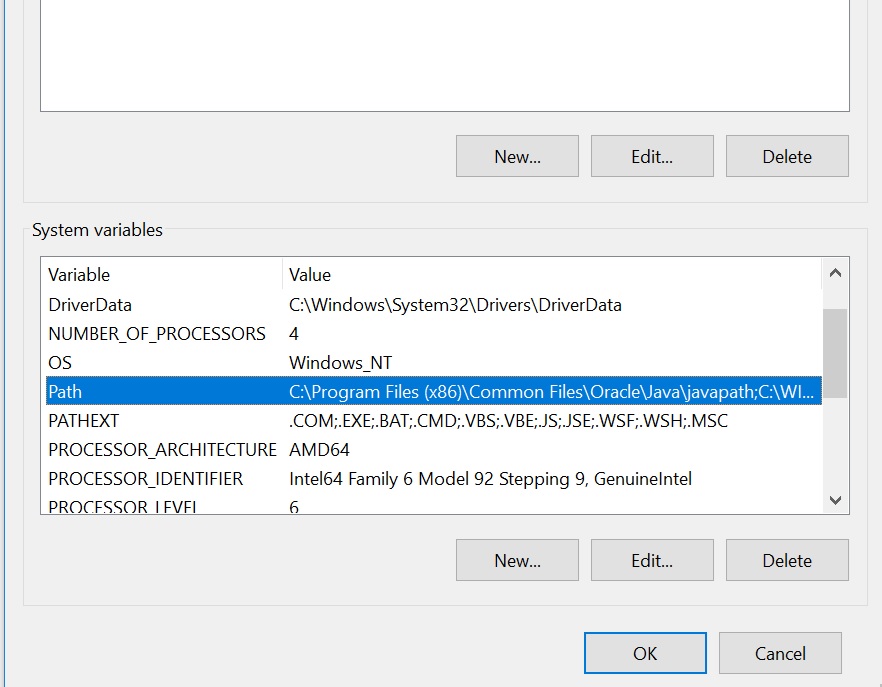 New... Edit... Delete
System variables
Variable Value
DriverData C:\Windows\System32\Drivers\DriverData
NUMBER_OF_PROCESSORS 4
OS Windows_NT
Path C:\Program Files (x86)\Common Files\Oracle\Java\javapath;C:\WI...
PATHEXT .COM;.EXE;.BAT;.CMD;.VBS;.VBE;.JS;.JSE;.WSF;.WSH;.MSC
PROCESSOR_ARCHITECTURE AMD64
PROCESSOR_IDENTIFIER Intel64 Family 6 Model 92 Stepping 9, GenuineIntel
PROCESSOR_LEVEL 6
New... Edit... Delete
OK Cancel